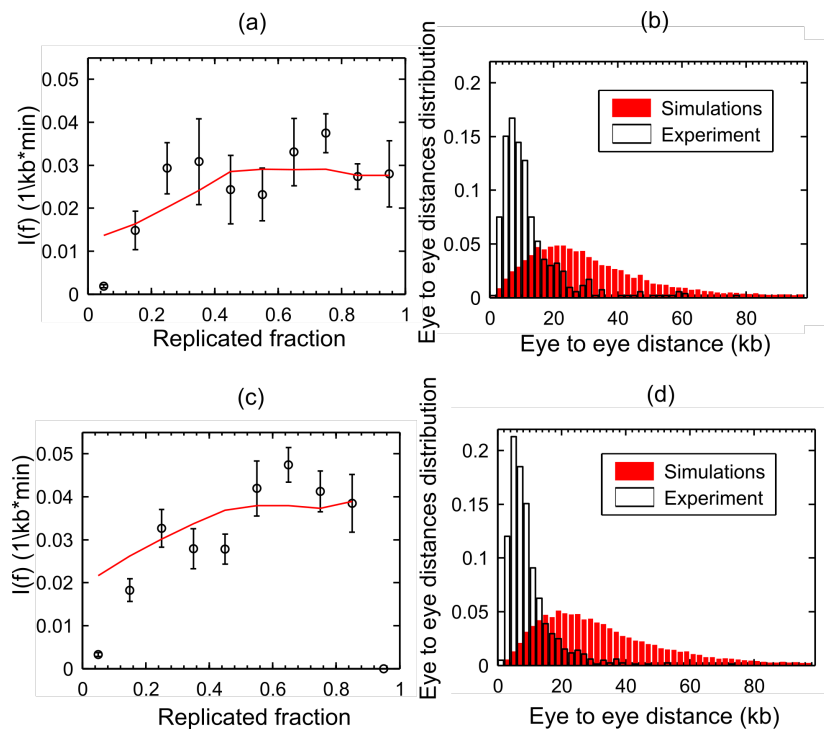 (a)
I(f) (1\kb*min)
0.05
0.04
0.03
0.02
0.01
0
0 0.2 0.4 0.6 0.8 1
Replicated fraction
(b)
Eye to eye distances distribution
0.2
0.15
0.1
0.05
0
Simulations
Experiment
0 20 40 60 80
Eye to eye distance (kb)
(c)
I(f) (1\kb*min)
0.05
0.04
0.03
0.02
0.01
0
0 0.2 0.4 0.6 0.8 1
Replicated fraction
(d)
Eye to eye distances distribution
0.2
0.15
0.1
0.05
0
Simulations
Experiment
0 20 40 60 80
Eye to eye distance (kb)